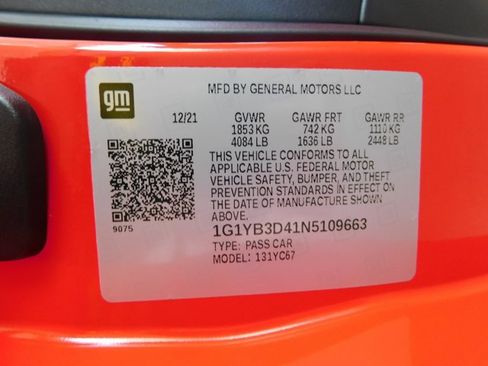 gm
MFD BY GENERAL MOTORS LLC
12/21 GVWR GAWR FRT GAWR RR
1853 KG 742 KG 1110 KG
4084 LB 1636 LB 2448 LB
THIS VEHICLE CONFORMS TO ALL
APPLICABLE U.S. FEDERAL MOTOR
VEHICLE SAFETY, BUMPER, AND THEFT
PREVENTION STANDARDS IN EFFECT ON
THE DATE OF MANUFACTURE SHOWN
ABOVE.
9075
1G1YB3D41N5109663
TYPE: PASS CAR
MODEL: 131YC67